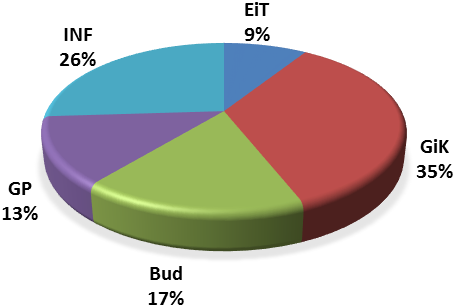 EiT
9%
INF
26%
GiK
35%
GP
13%
Bud
17%